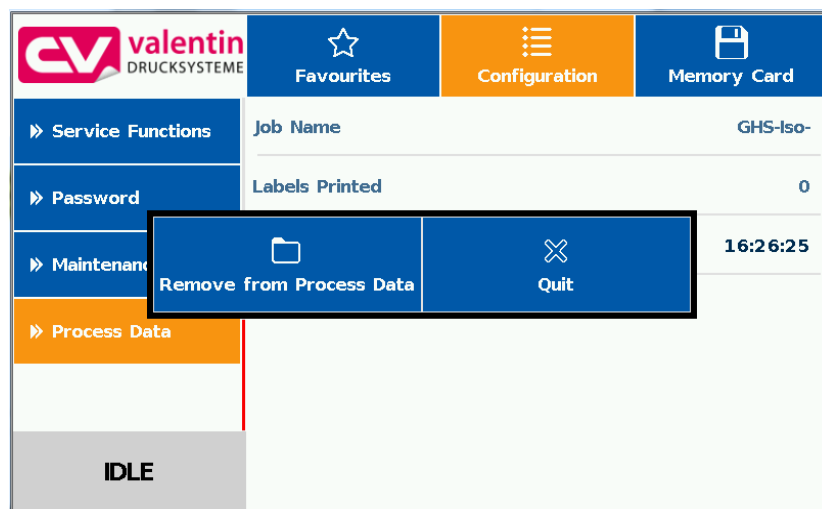 valentin
DRUCKSYSTEME
Favourites
Configuration
Memory Card
Service Functions
Job Name
GHS-Iso-
Password
Labels Printed
0
Maintenanc
16:26:25
Remove from Process Data
Quit
Process Data
IDLE